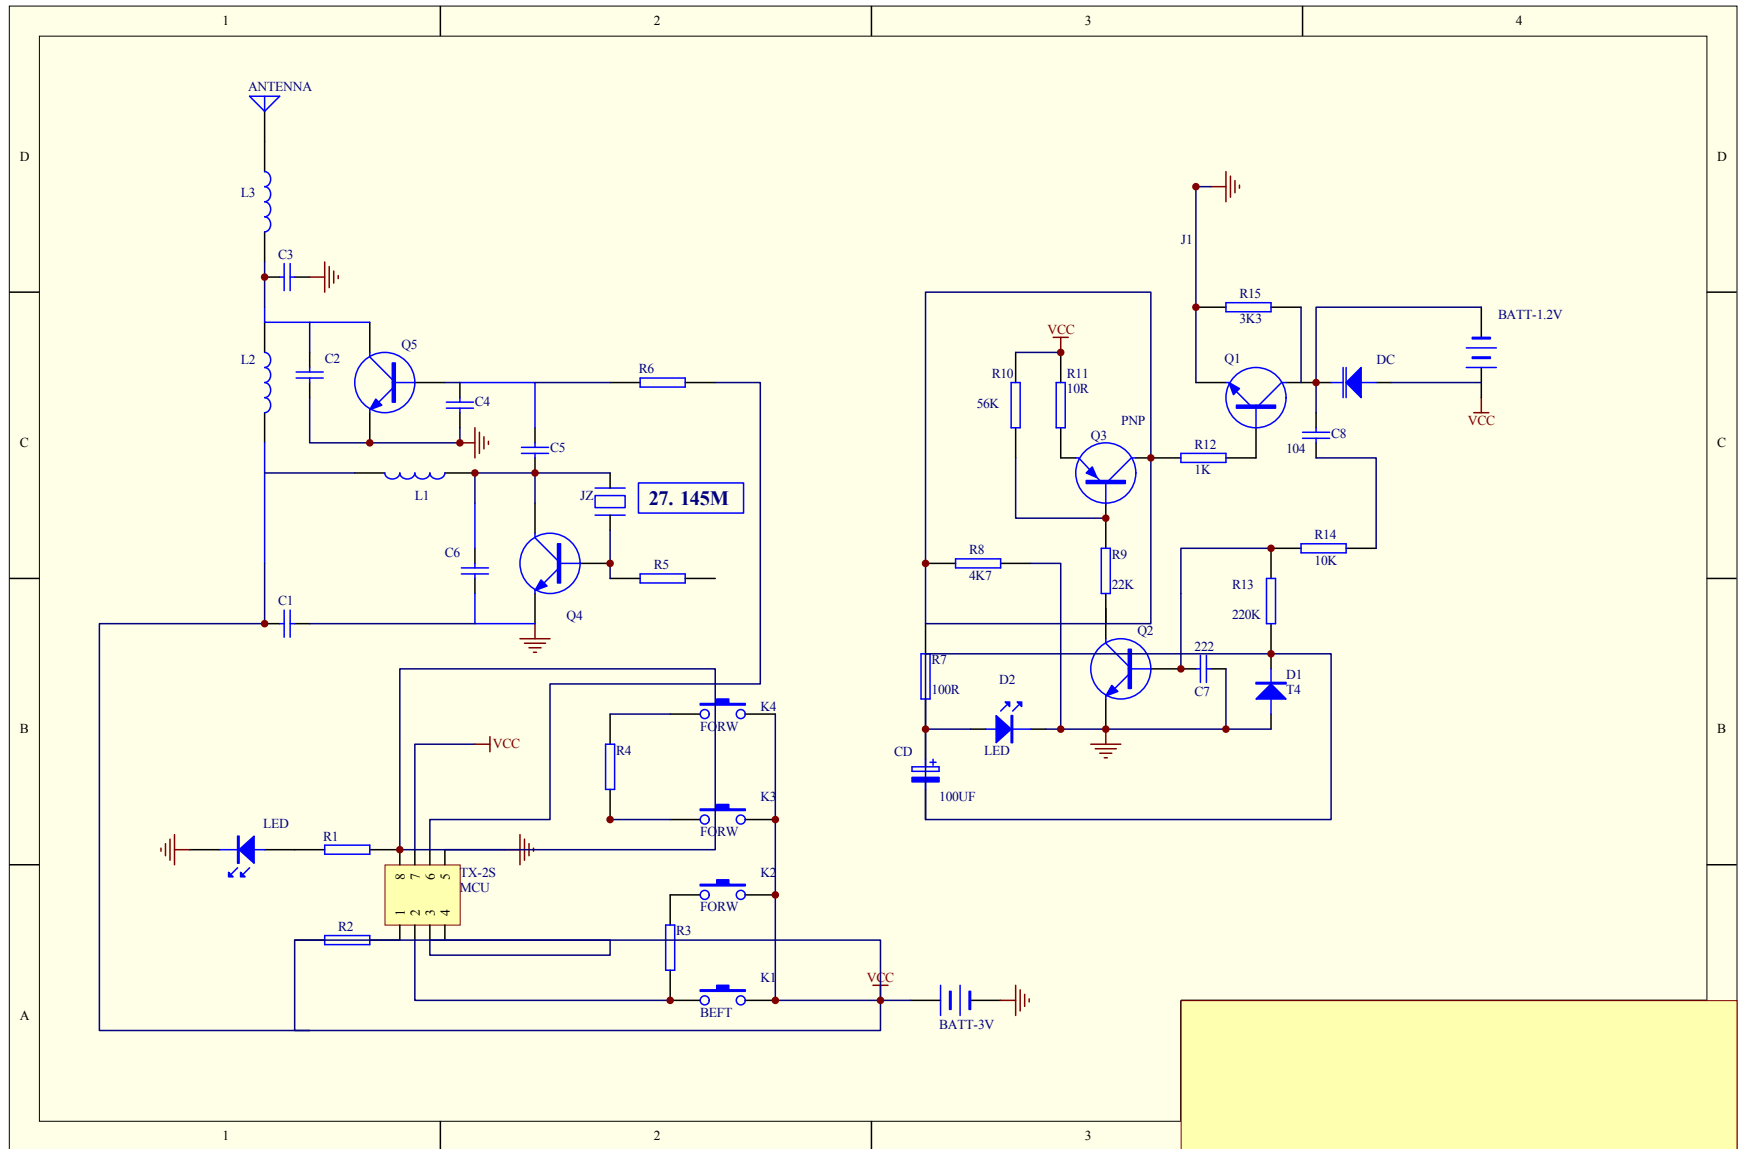 1 2 3 4
ANTENNA
D D
L3
J1
C3
R15
3K3
BATT-1.2V
VCC
Q5
L2
C2
R6
Q1
DC
R10
R11
10R
56K
C4
PNP
VCC
Q3
C8
104
C C
R12
1K
C5
L1
JZ
27. 145M
R14
10K
C6
R8
4K7
R9
22K
R5
R13
220K
C1
Q4
Q2
222
R7
100R
C7
D1
T4
D2
K4
FORW
B B
VCC
R4
LED
CD
+
100UF
K3
FORW
LED
R1
8 7 6 5
TX-2S
MCU
1 2 3 4
K2
FORW
R2
R3
K1
VCC
BEFT
BATT-3V
A
1 2 3